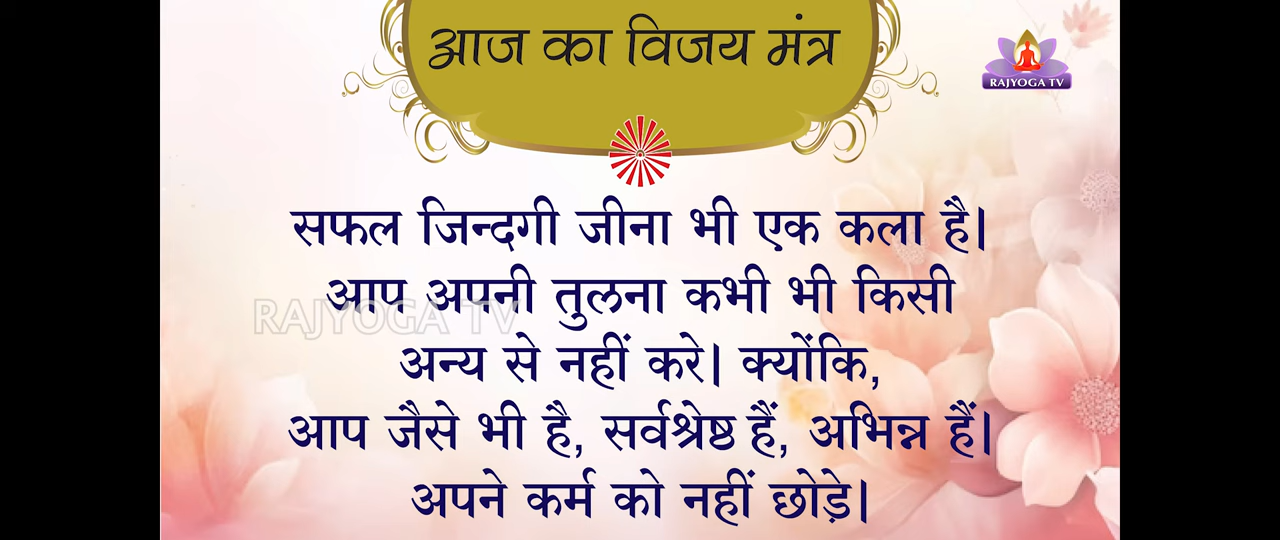 आज का विजय मंत्र
RAJYOGA TV
सफल जिन्दगी जीना भी एक कला है।
आप अपनी तुलना कभी भी किसी
RAJYOGA TV
अन्य से नहीं करे। क्योंकि,
आप जैसे भी है, सर्वश्रेष्ठ हैं, अभिन्न हैं।
अपने कर्म को नहीं छोड़े।